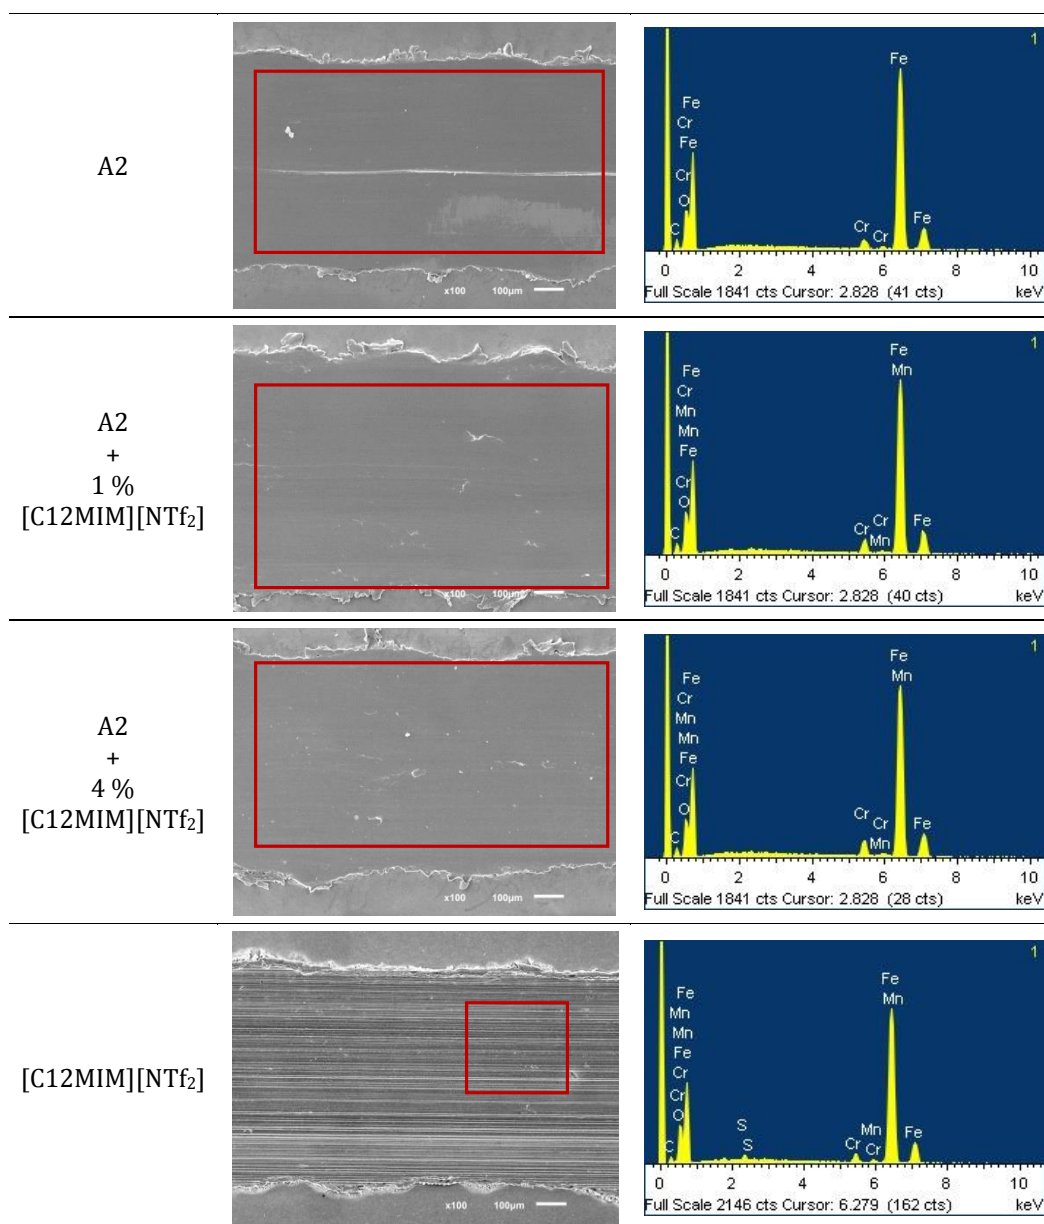 A2
x100 100µm
1
Fe
Fe
Cr
Fe
Cr
O
C
Cr
Cr
Fe
0 2 4 6 8 10
Full Scale 1841 cts Cursor: 2.828 (41 cts) keV
A2
+
1 %
[C12MIM][NTf₂]
x100 100µm
1
Fe
Mn
Fe
Cr
Mn
Mn
Fe
Cr
O
C
Cr
Cr
Mn
Fe
0 2 4 6 8 10
Full Scale 1841 cts Cursor: 2.828 (40 cts) keV
A2
+
4 %
[C12MIM][NTf₂]
x100 100µm
1
Fe
Mn
Fe
Cr
Mn
Mn
Fe
Cr
O
C
Cr
Cr
Mn
Fe
0 2 4 6 8 10
Full Scale 1841 cts Cursor: 2.828 (28 cts) keV
[C12MIM][NTf₂]
x100 100µm
1
Fe
Mn
Fe
Mn
Mn
Fe
Cr
Cr
O
C
S
S
Mn
Cr
Cr
Fe
0 2 4 6 8 10
Full Scale 2146 cts Cursor: 6.279 (162 cts) keV